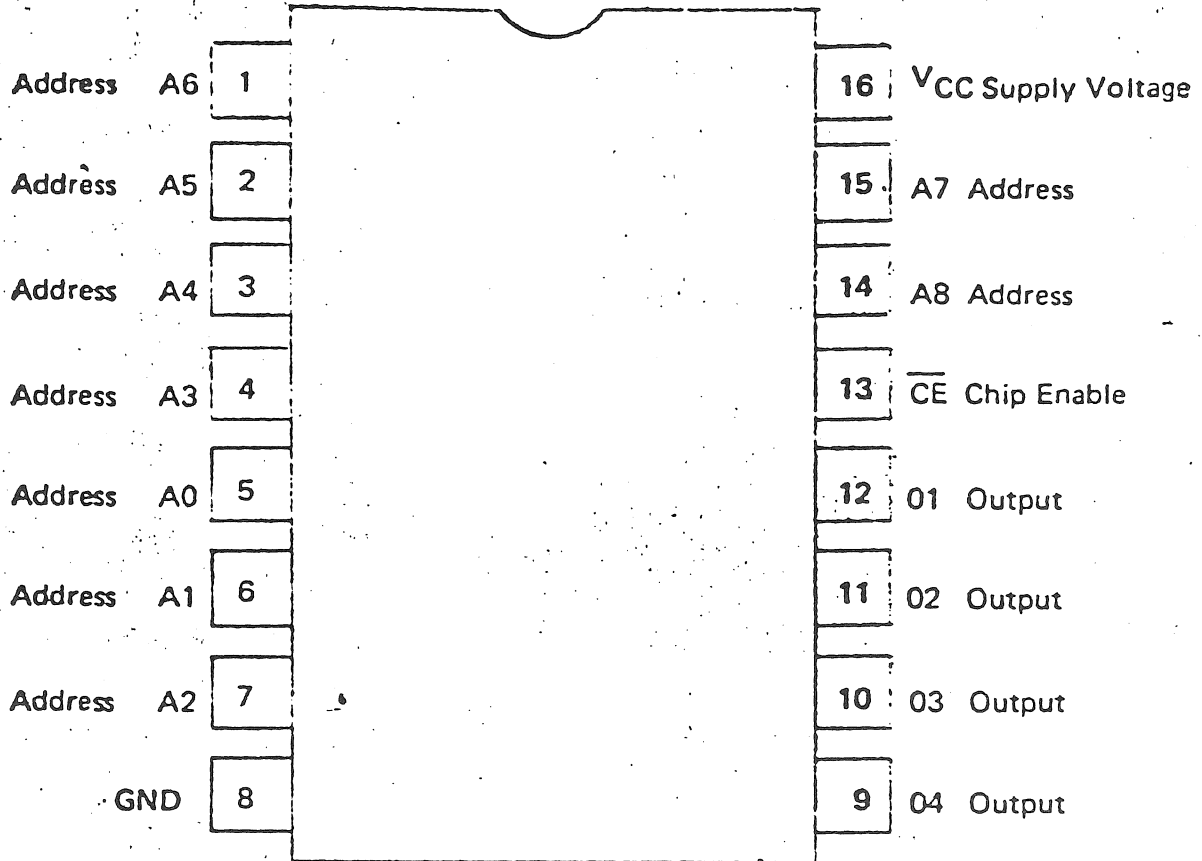 Address A6 1 16 VCC Supply Voltage
Address A5 2 15 A7 Address
Address A4 3 14 A8 Address
Address A3 4 13 C̅E̅ Chip Enable
Address A0 5 12 01 Output
Address A1 6 11 02 Output
Address A2 7 10 03 Output
GND 8 9 04 Output